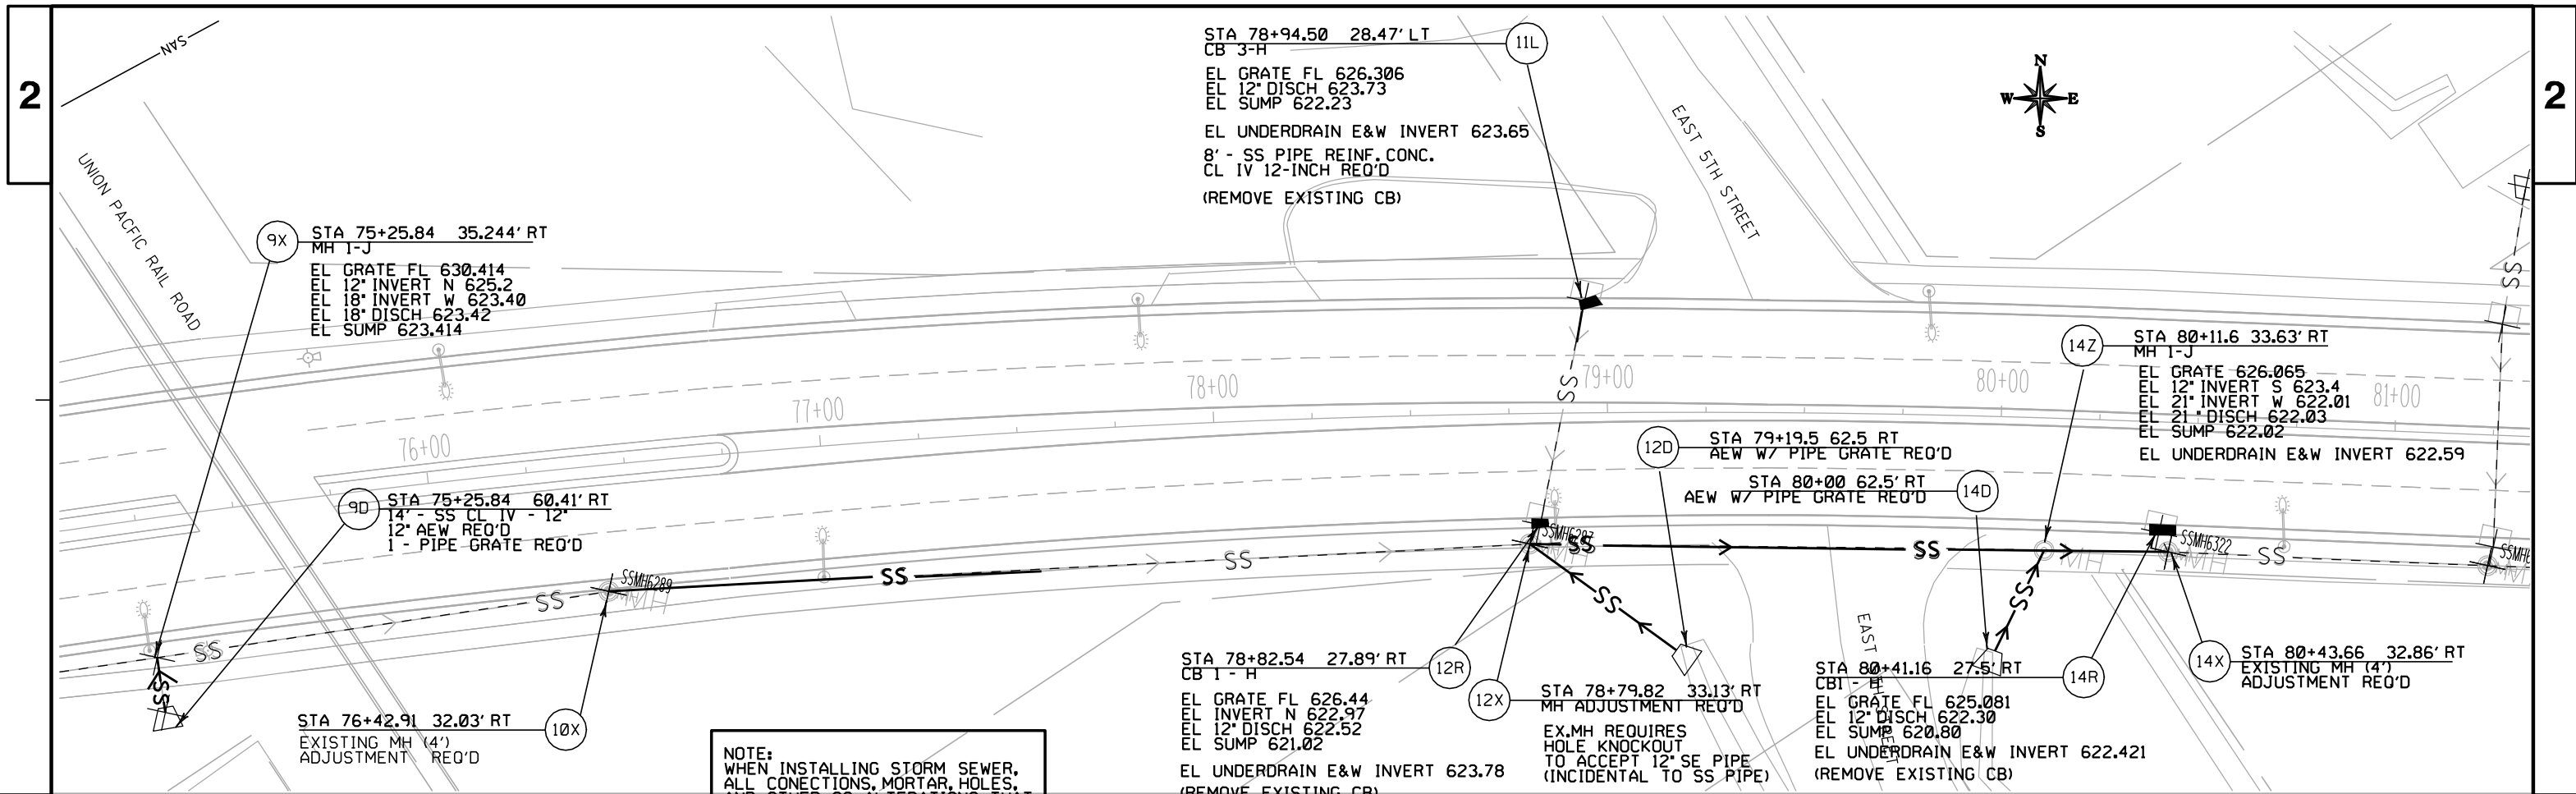 2
2
SAN
UNION PACFIC RAIL ROAD
9X
STA 75+25.84 35.244' RT
MH 1-J
EL GRATE FL 630.414
EL 12" INVERT N 625.2
EL 18" INVERT W 623.40
EL 18" DISCH 623.42
EL SUMP 623.414
11L
STA 78+94.50 28.47' LT
CB 3-H
EL GRATE FL 626.306
EL 12" DISCH 623.73
EL SUMP 622.23
EL UNDERDRAIN E&W INVERT 623.65
8' - SS PIPE REINF. CONC.
CL IV 12-INCH REQ'D
(REMOVE EXISTING CB)
EAST 5TH STREET
N
W E
S
14Z
STA 80+11.6 33.63' RT
MH 1-J
EL GRATE 626.065
EL 12" INVERT S 623.4
EL 21" INVERT W 622.01
EL 21 " DISCH 622.03
EL SUMP 622.02
EL UNDERDRAIN E&W INVERT 622.59
76+00
77+00
78+00
79+00
80+00
81+00
9D
STA 75+25.84 60.41' RT
14' - SS CL IV - 12"
12" AEW REQ'D
1 - PIPE GRATE REQ'D
12D
STA 79+19.5 62.5 RT
AEW W/ PIPE GRATE REQ'D
STA 80+00 62.5' RT
AEW W/ PIPE GRATE REQ'D
14D
SS
SS
SS
SS
SS
SS
SS
SS
SS
SS
SS
SS
SS
SSMH6289
MH
SSMH6322
MH
MH
10X
STA 76+42.91 32.03' RT
EXISTING MH (4')
ADJUSTMENT REQ'D
NOTE:
WHEN INSTALLING STORM SEWER,
ALL CONECTIONS, MORTAR, HOLES,
12R
STA 78+82.54 27.89' RT
CB 1 - H
EL GRATE FL 626.44
EL INVERT N 622.97
EL 12" DISCH 622.52
EL SUMP 621.02
EL UNDERDRAIN E&W INVERT 623.78
(REMOVE EXISTING CB)
12X
STA 78+79.82 33.13' RT
MH ADJUSTMENT REQ'D
EX.MH REQUIRES
HOLE KNOCKOUT
TO ACCEPT 12" SE PIPE
(INCIDENTAL TO SS PIPE)
14R
STA 80+41.16 27.5' RT
CB1 - H
EL GRATE FL 625.081
EL 12" DISCH 622.30
EL SUMP 620.80
EL UNDERDRAIN E&W INVERT 622.421
(REMOVE EXISTING CB)
EAST STREET
14X
STA 80+43.66 32.86' RT
EXISTING MH (4')
ADJUSTMENT REQ'D